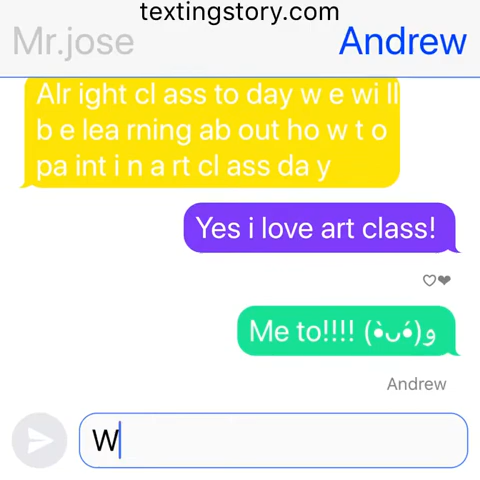 textingstory.com
Mr.jose Andrew
Alr ight cl ass to day w e wi ll
b e lea rning ab out ho w t o
pa int i n a rt cl ass da y
Yes i love art class!
♡❤
Me to!!!! (•̀ᴗ•́)و
Andrew
W